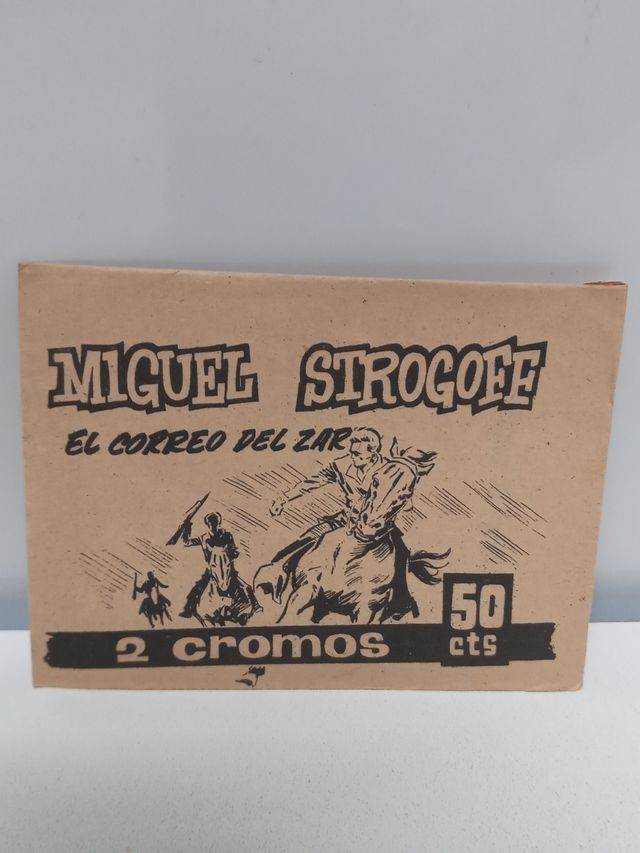 MIGUEL STROGOFF
EL CORREO DEL ZAR
50
cts
2 cromos